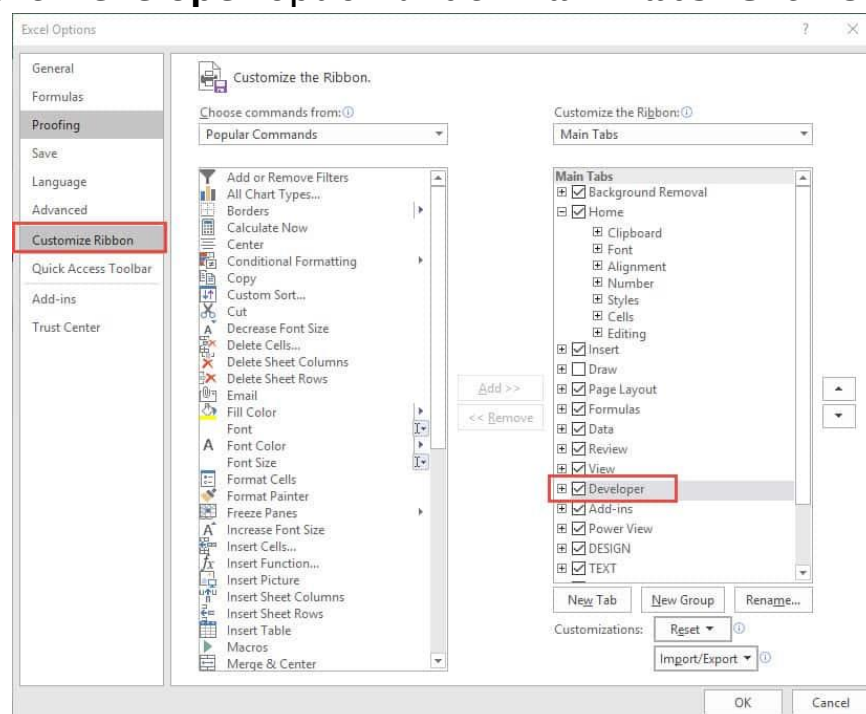 Excel Options
? ×
General
Formulas
Proofing
Save
Language
Advanced
Customize Ribbon
Quick Access Toolbar
Add-ins
Trust Center
Customize the Ribbon.
Choose commands from:
Popular Commands
Add or Remove Filters
All Chart Types...
Borders
Calculate Now
Center
Conditional Formatting
Copy
Custom Sort...
Cut
Decrease Font Size
Delete Cells...
Delete Sheet Columns
Delete Sheet Rows
Email
Fill Color
Font
Font Color
Font Size
Format Cells
Format Painter
Freeze Panes
Increase Font Size
Insert Cells...
Insert Function...
Insert Picture
Insert Sheet Columns
Insert Sheet Rows
Insert Table
Macros
Merge & Center
Add >>
<< Remove
Customize the Ribbon:
Main Tabs
Main Tabs
Background Removal
Home
Clipboard
Font
Alignment
Number
Styles
Cells
Editing
Insert
Draw
Page Layout
Formulas
Data
Review
View
Developer
Add-ins
Power View
DESIGN
TEXT
New Tab
New Group
Rename...
Customizations:
Reset
Import/Export
OK
Cancel